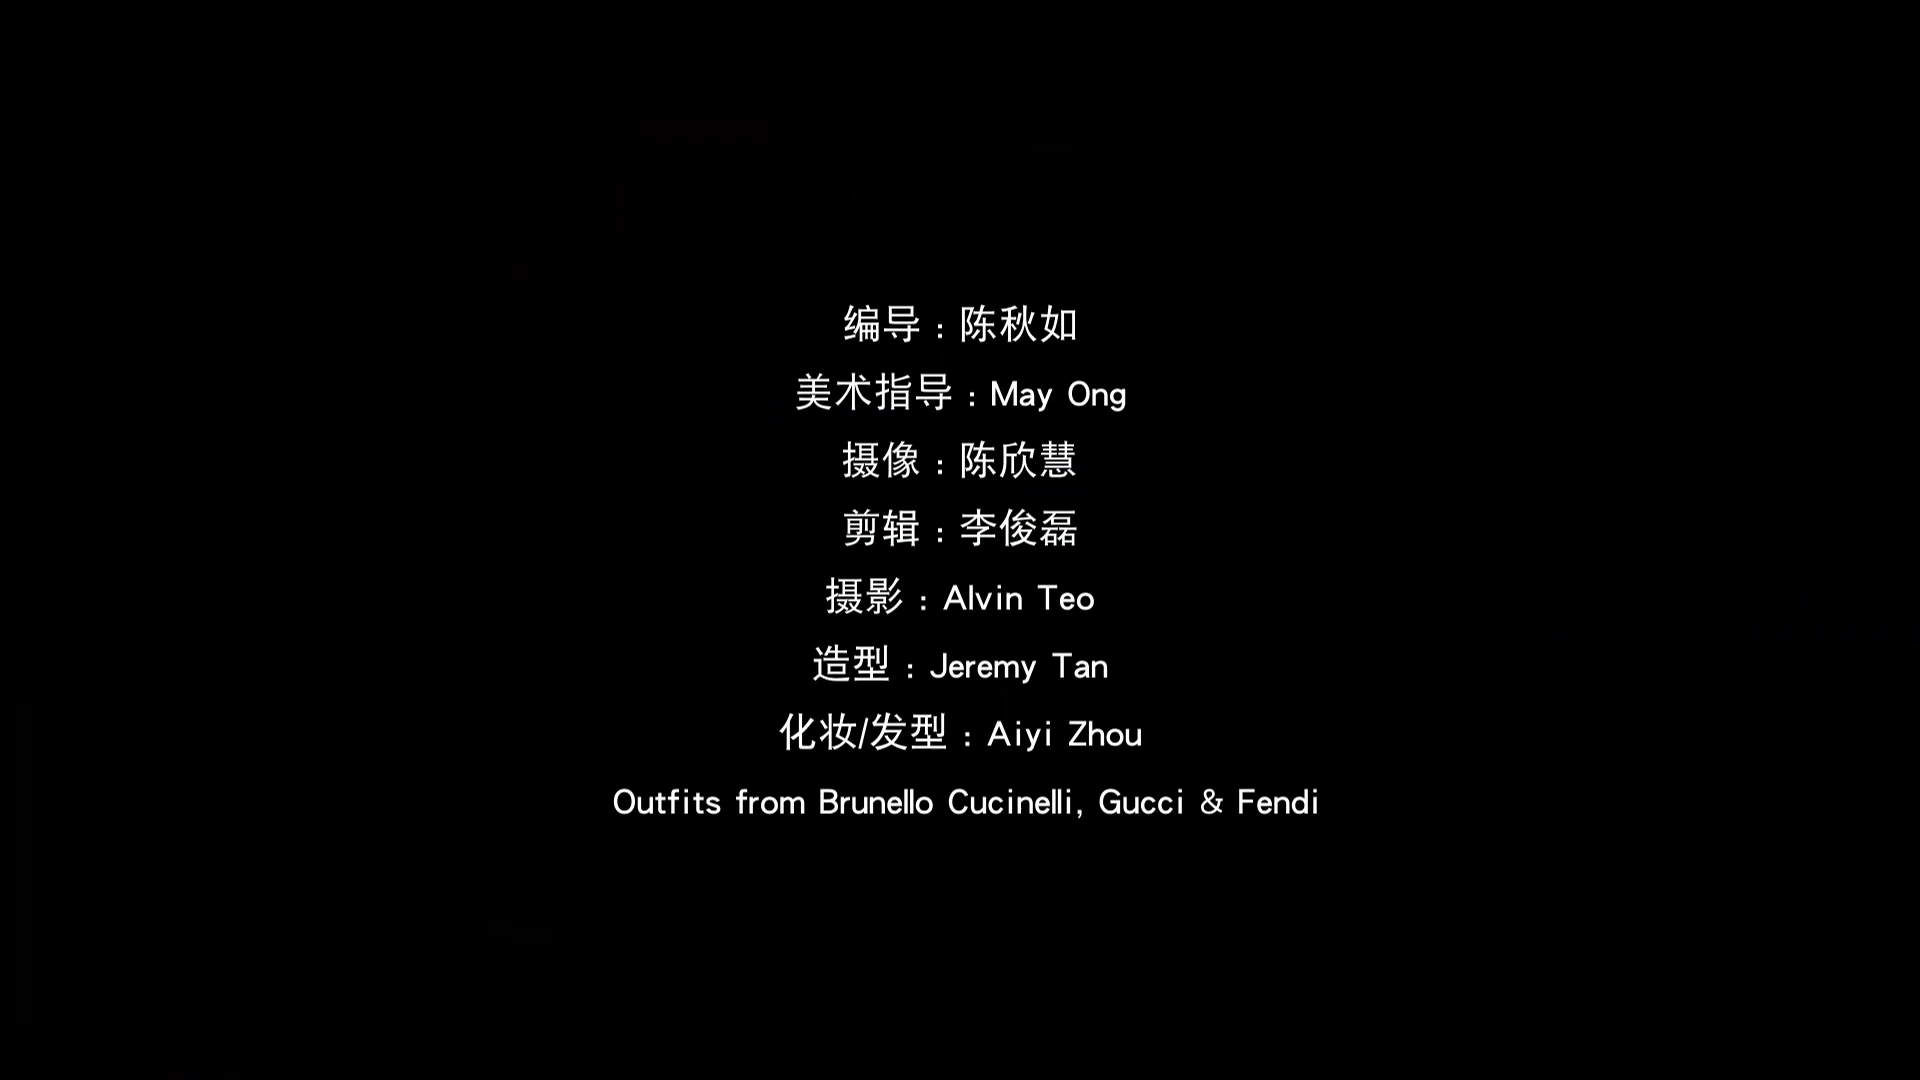 编导：陈秋如
美术指导：May Ong
摄像：陈欣慧
剪辑：李俊磊
摄影：Alvin Teo
造型：Jeremy Tan
化妆/发型：Aiyi Zhou
Outfits from Brunello Cucinelli, Gucci & Fendi